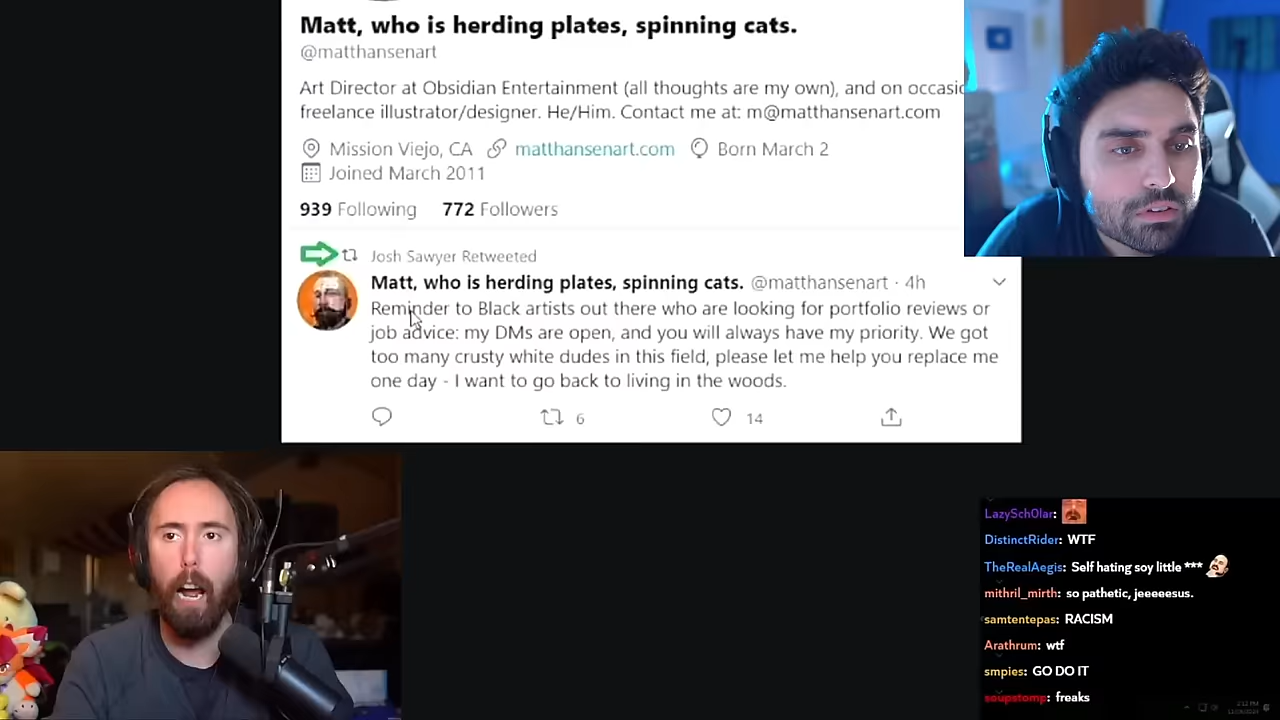 Matt, who is herding plates, spinning cats.
@matthansenart
Art Director at Obsidian Entertainment (all thoughts are my own), and on occasio
freelance illustrator/designer. He/Him. Contact me at: m@matthansenart.com
Mission Viejo, CA matthansenart.com Born March 2
Joined March 2011
939 Following 772 Followers
Josh Sawyer Retweeted
Matt, who is herding plates, spinning cats. @matthansenart · 4h
Reminder to Black artists out there who are looking for portfolio reviews or
job advice: my DMs are open, and you will always have my priority. We got
too many crusty white dudes in this field, please let me help you replace me
one day - I want to go back to living in the woods.
6 14
LazySch0lar:
DistinctRider: WTF
TheRealAegis: Self hating soy little ***
mithril_mirth: so pathetic, jeeeeesus.
samtentepas: RACISM
Arathrum: wtf
smpies: GO DO IT
soupstomp: freaks